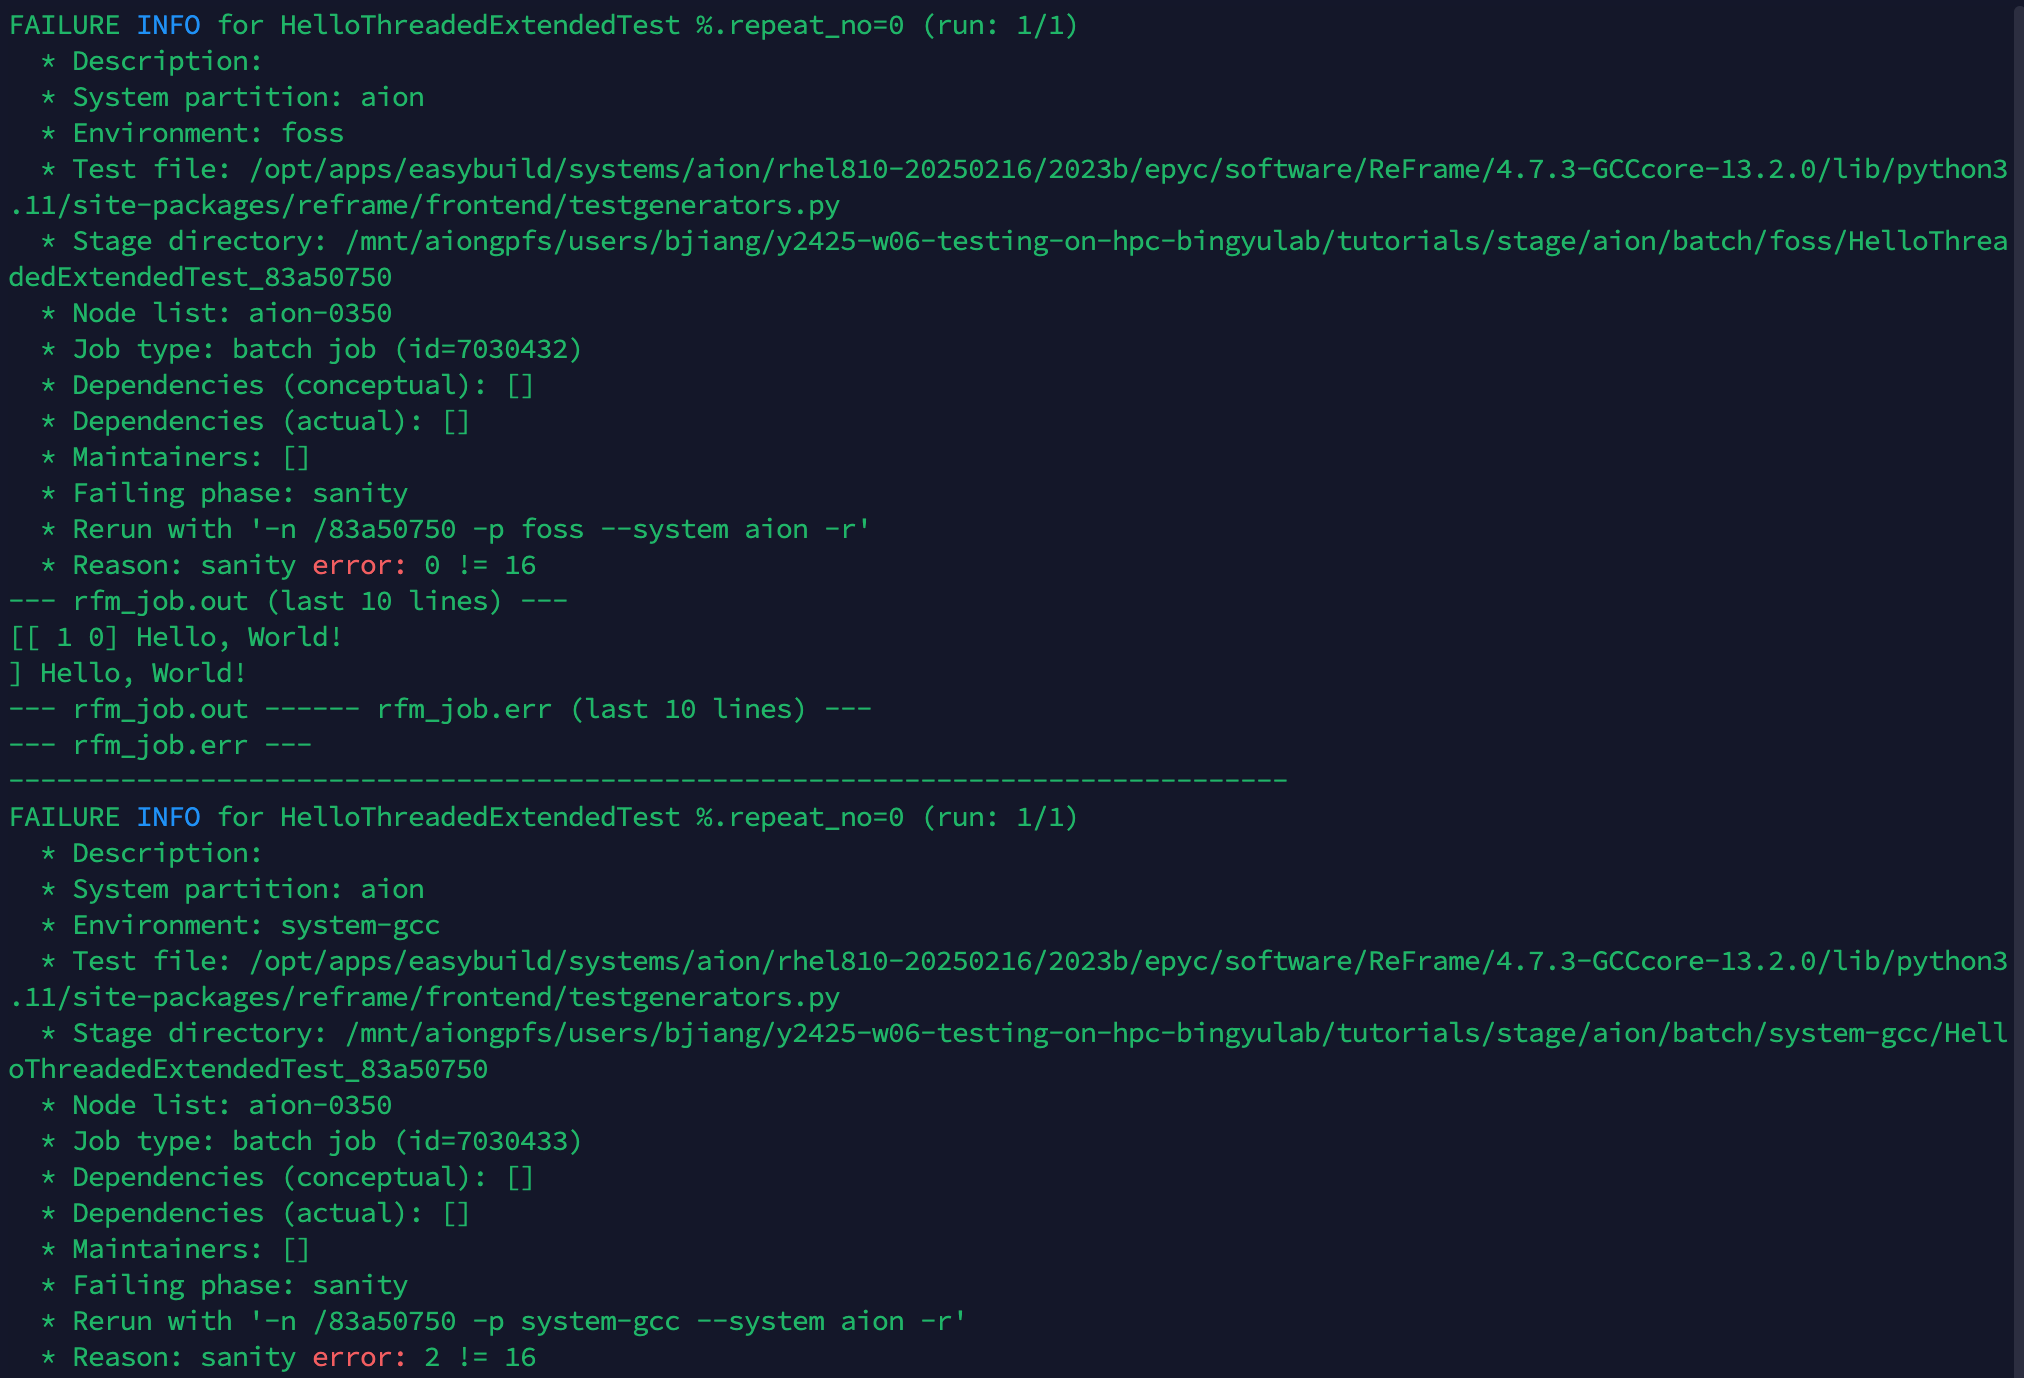 FAILURE INFO for HelloThreadedExtendedTest %.repeat_no=0 (run: 1/1)
  * Description:
  * System partition: aion
  * Environment: foss
  * Test file: /opt/apps/easybuild/systems/aion/rhel810-20250216/2023b/epyc/software/ReFrame/4.7.3-GCCcore-13.2.0/lib/python3
.11/site-packages/reframe/frontend/testgenerators.py
  * Stage directory: /mnt/aiongpfs/users/bjiang/y2425-w06-testing-on-hpc-bingyulab/tutorials/stage/aion/batch/foss/HelloThrea
dedExtendedTest_83a50750
  * Node list: aion-0350
  * Job type: batch job (id=7030432)
  * Dependencies (conceptual): []
  * Dependencies (actual): []
  * Maintainers: []
  * Failing phase: sanity
  * Rerun with '-n /83a50750 -p foss --system aion -r'
  * Reason: sanity error: 0 != 16
--- rfm_job.out (last 10 lines) ---
[[ 1 0] Hello, World!
] Hello, World!
--- rfm_job.out ------ rfm_job.err (last 10 lines) ---
--- rfm_job.err ---
--------------------------------------------------------------------------------
FAILURE INFO for HelloThreadedExtendedTest %.repeat_no=0 (run: 1/1)
  * Description:
  * System partition: aion
  * Environment: system-gcc
  * Test file: /opt/apps/easybuild/systems/aion/rhel810-20250216/2023b/epyc/software/ReFrame/4.7.3-GCCcore-13.2.0/lib/python3
.11/site-packages/reframe/frontend/testgenerators.py
  * Stage directory: /mnt/aiongpfs/users/bjiang/y2425-w06-testing-on-hpc-bingyulab/tutorials/stage/aion/batch/system-gcc/Hell
oThreadedExtendedTest_83a50750
  * Node list: aion-0350
  * Job type: batch job (id=7030433)
  * Dependencies (conceptual): []
  * Dependencies (actual): []
  * Maintainers: []
  * Failing phase: sanity
  * Rerun with '-n /83a50750 -p system-gcc --system aion -r'
  * Reason: sanity error: 2 != 16